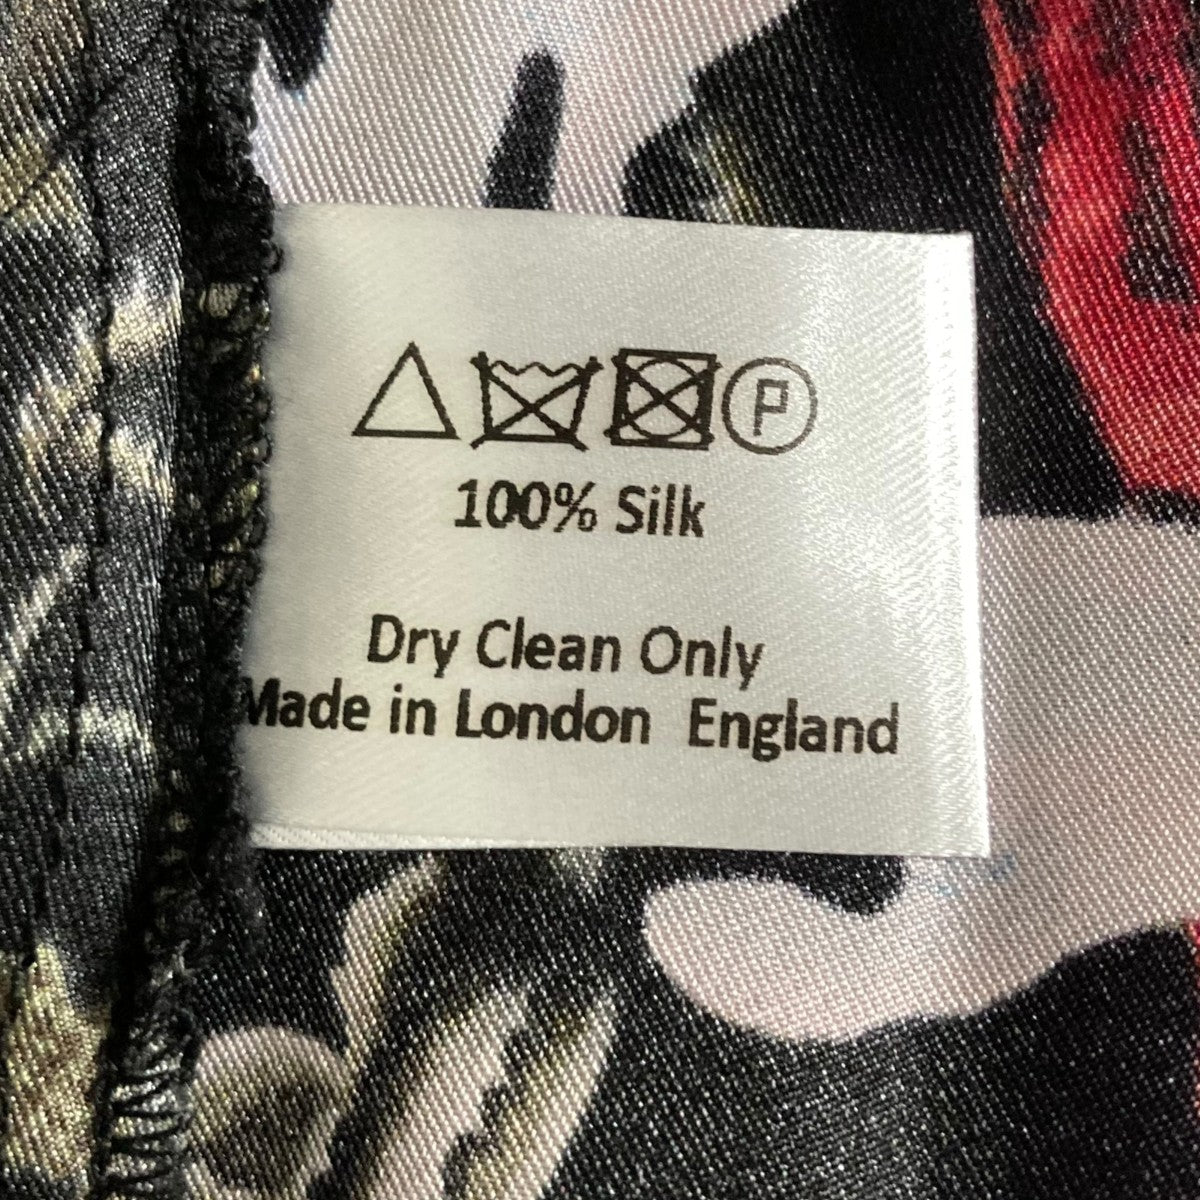 P
100% Silk
Dry Clean Only
Made in London England